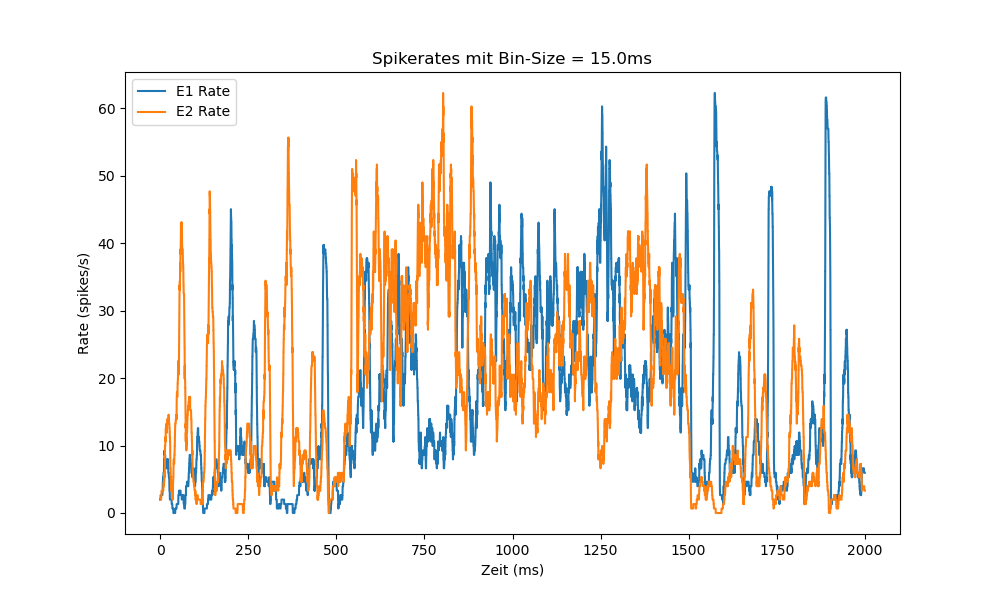 Spikerates mit Bin-Size = 15.0ms
E1 Rate
E2 Rate
60
50
40
30
20
10
0
Rate (spikes/s)
0 250 500 750 1000 1250 1500 1750 2000
Zeit (ms)